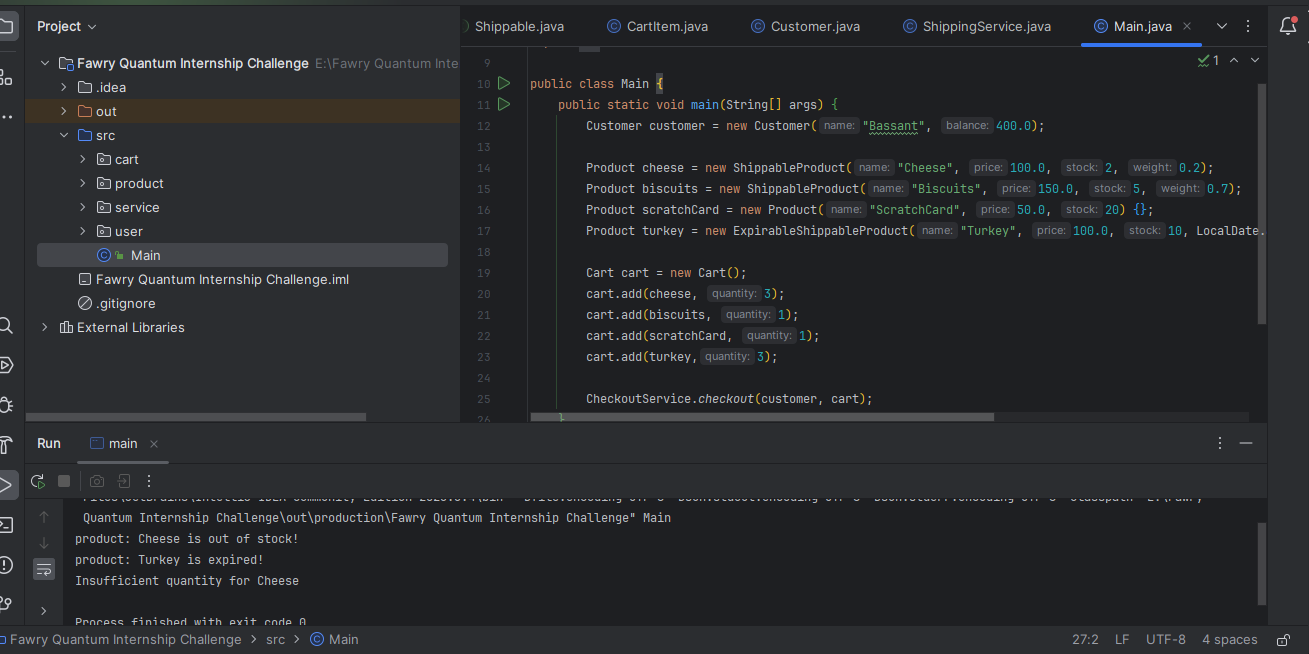 Project
Shippable.java
CartItem.java
Customer.java
ShippingService.java
Main.java
Fawry Quantum Internship Challenge E:\Fawry Quantum Inte
.idea
out
src
cart
product
service
user
Main
Fawry Quantum Internship Challenge.iml
.gitignore
External Libraries
1
9
10 public class Main {
11 public static void main(String[] args) {
12 Customer customer = new Customer( name: "Bassant", balance: 400.0);
13
14 Product cheese = new ShippableProduct( name: "Cheese", price: 100.0, stock: 2, weight: 0.2);
15 Product biscuits = new ShippableProduct( name: "Biscuits", price: 150.0, stock: 5, weight: 0.7);
16 Product scratchCard = new Product( name: "ScratchCard", price: 50.0, stock: 20) {};
17 Product turkey = new ExpirableShippableProduct( name: "Turkey", price: 100.0, stock: 10, LocalDate.
18
19 Cart cart = new Cart();
20 cart.add(cheese, quantity: 3);
21 cart.add(biscuits, quantity: 1);
22 cart.add(scratchCard, quantity: 1);
23 cart.add(turkey, quantity: 3);
24
25 CheckoutService.checkout(customer, cart);
26 }
Run
main
Quantum Internship Challenge\out\production\Fawry Quantum Internship Challenge" Main
product: Cheese is out of stock!
product: Turkey is expired!
Insufficient quantity for Cheese
Process finished with exit code 0
Fawry Quantum Internship Challenge > src > Main
27:2 LF UTF-8 4 spaces